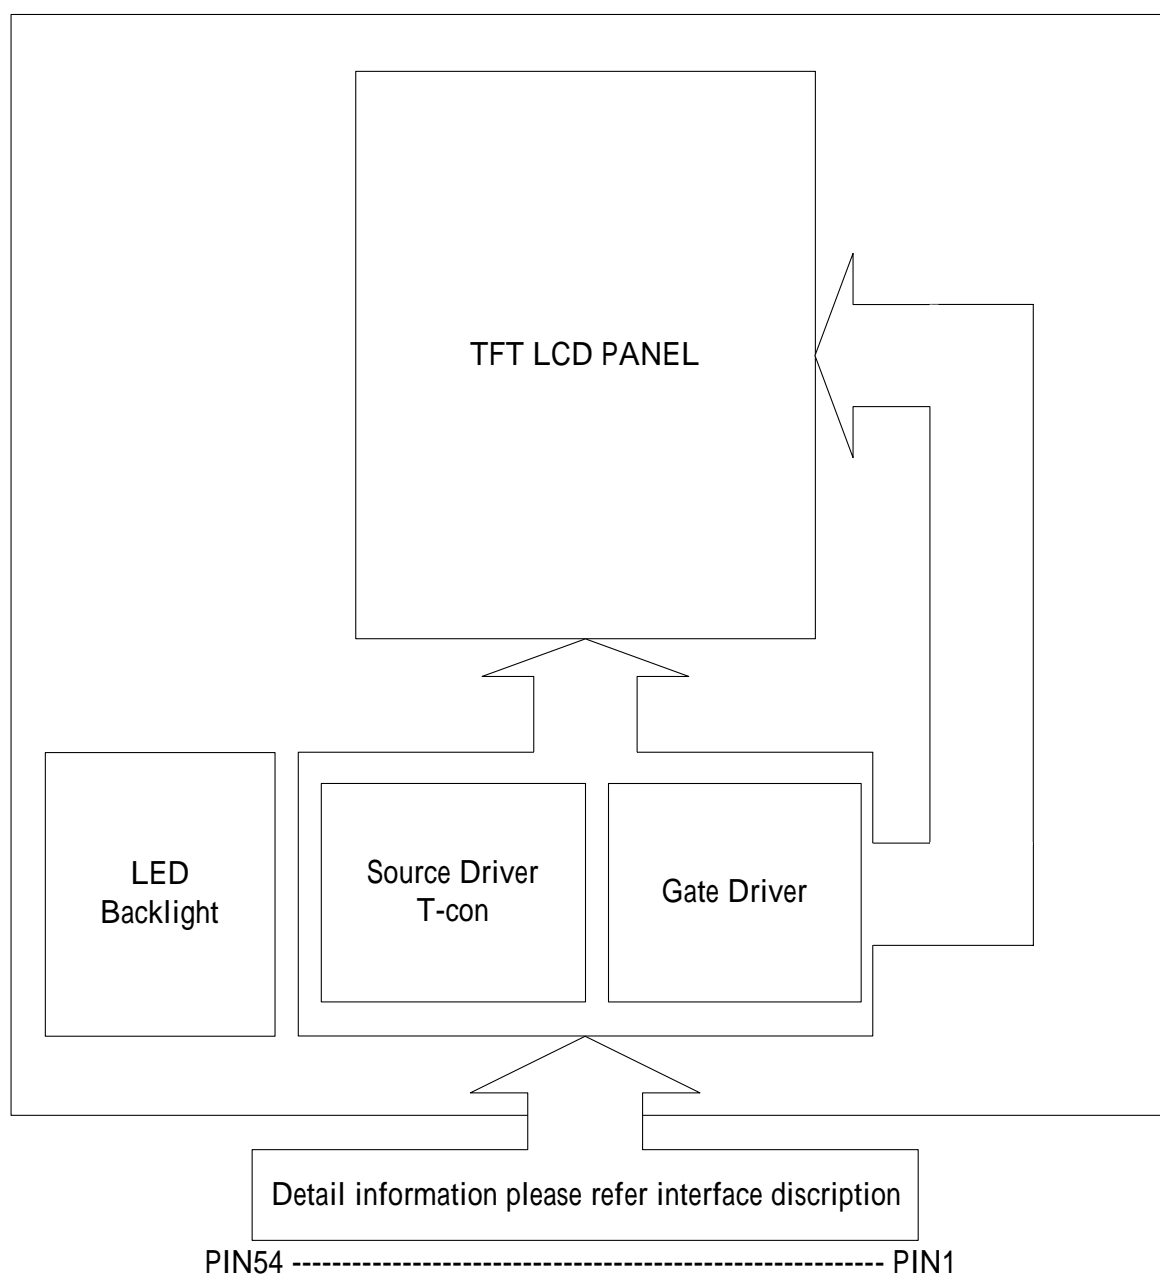 TFT LCD PANEL
LED
Backlight
Source Driver
T-con
Gate Driver
Detail information please refer interface discription
PIN54 ------------------------------------------------------------ PIN1